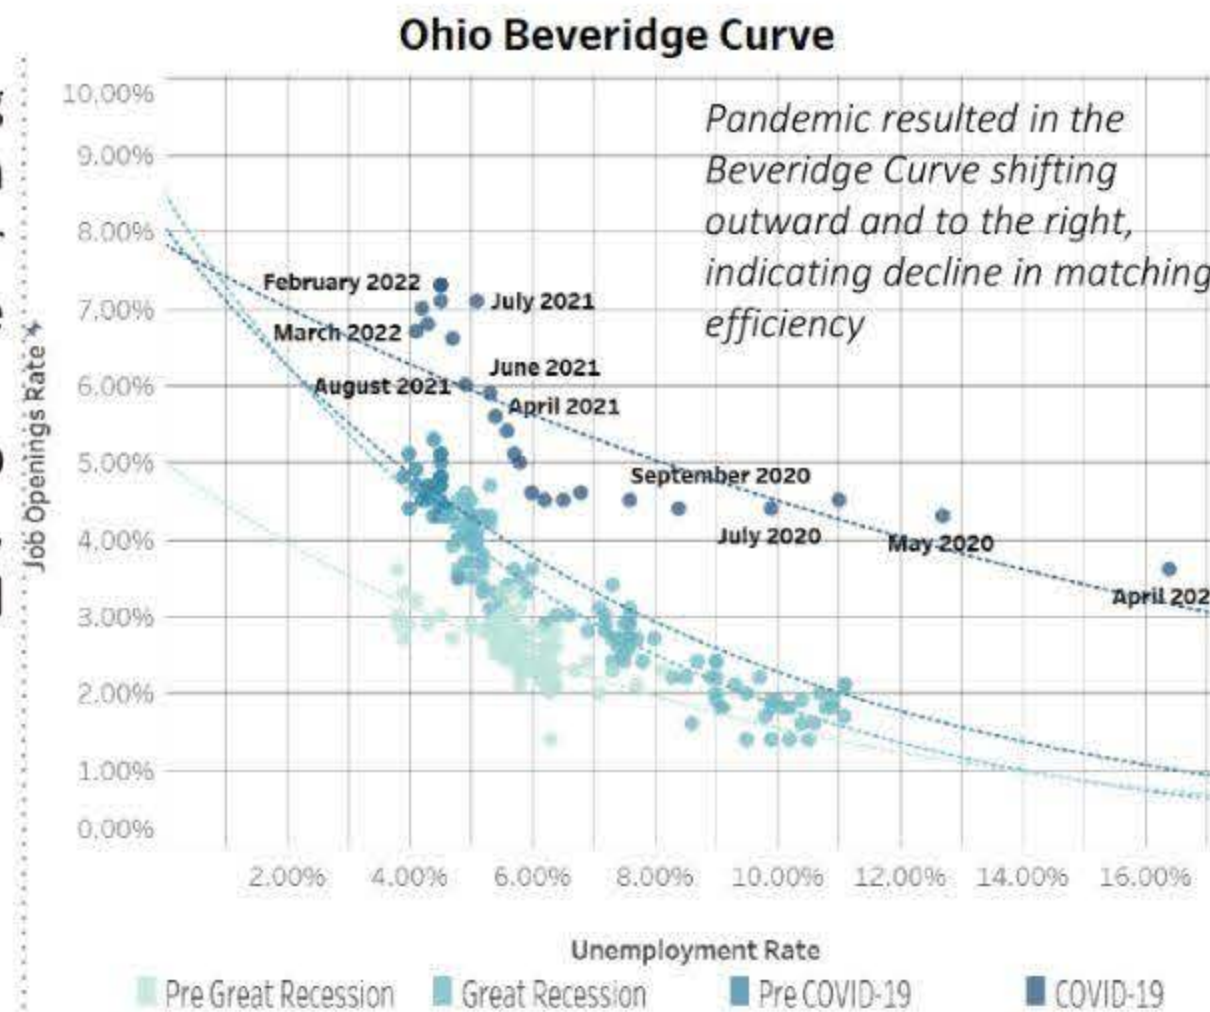 Ohio Beveridge Curve
Pandemic resulted in the
Beveridge Curve shifting
outward and to the right,
indicating decline in matching
efficiency
Job Openings Rate
10.00%
9.00%
8.00%
7.00%
6.00%
5.00%
4.00%
3.00%
2.00%
1.00%
0.00%
February 2022
July 2021
March 2022
June 2021
August 2021
April 2021
September 2020
July 2020
May 2020
April 202
2.00% 4.00% 6.00% 8.00% 10.00% 12.00% 14.00% 16.00%
Unemployment Rate
Pre Great Recession Great Recession Pre COVID-19 COVID-19